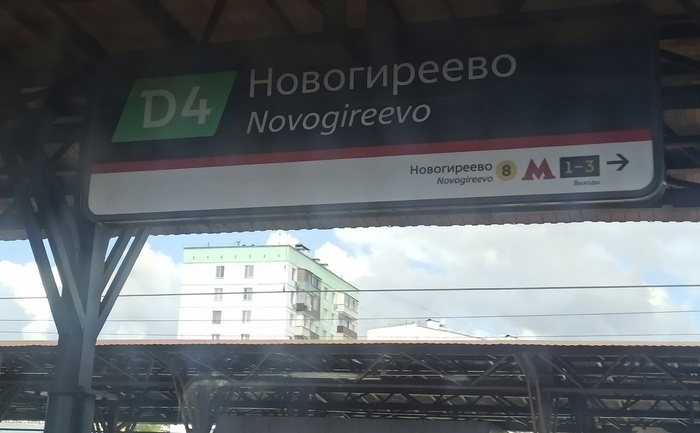 D4 Новогиреево
Novogireevo
Новогиреево 8 М 1-3 →
Novogireevo Выходы